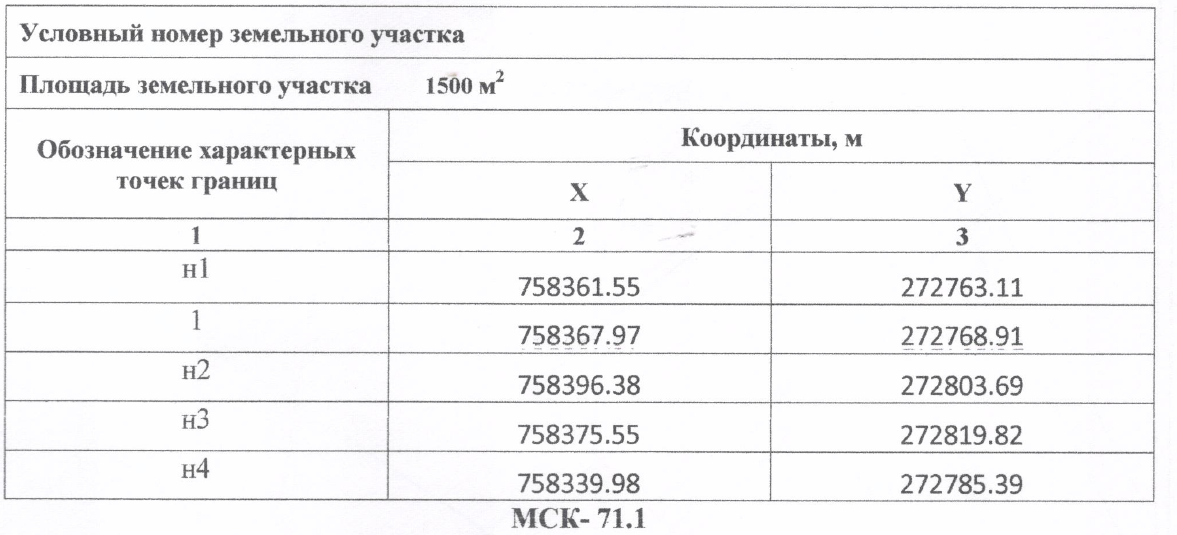 Условный номер земельного участка
Площадь земельного участка 1500 м²
Обозначение характерных точек границ
Координаты, м
X Y
1 2 3
н1 758361.55 272763.11
1 758367.97 272768.91
н2 758396.38 272803.69
н3 758375.55 272819.82
н4 758339.98 272785.39
МСК- 71.1